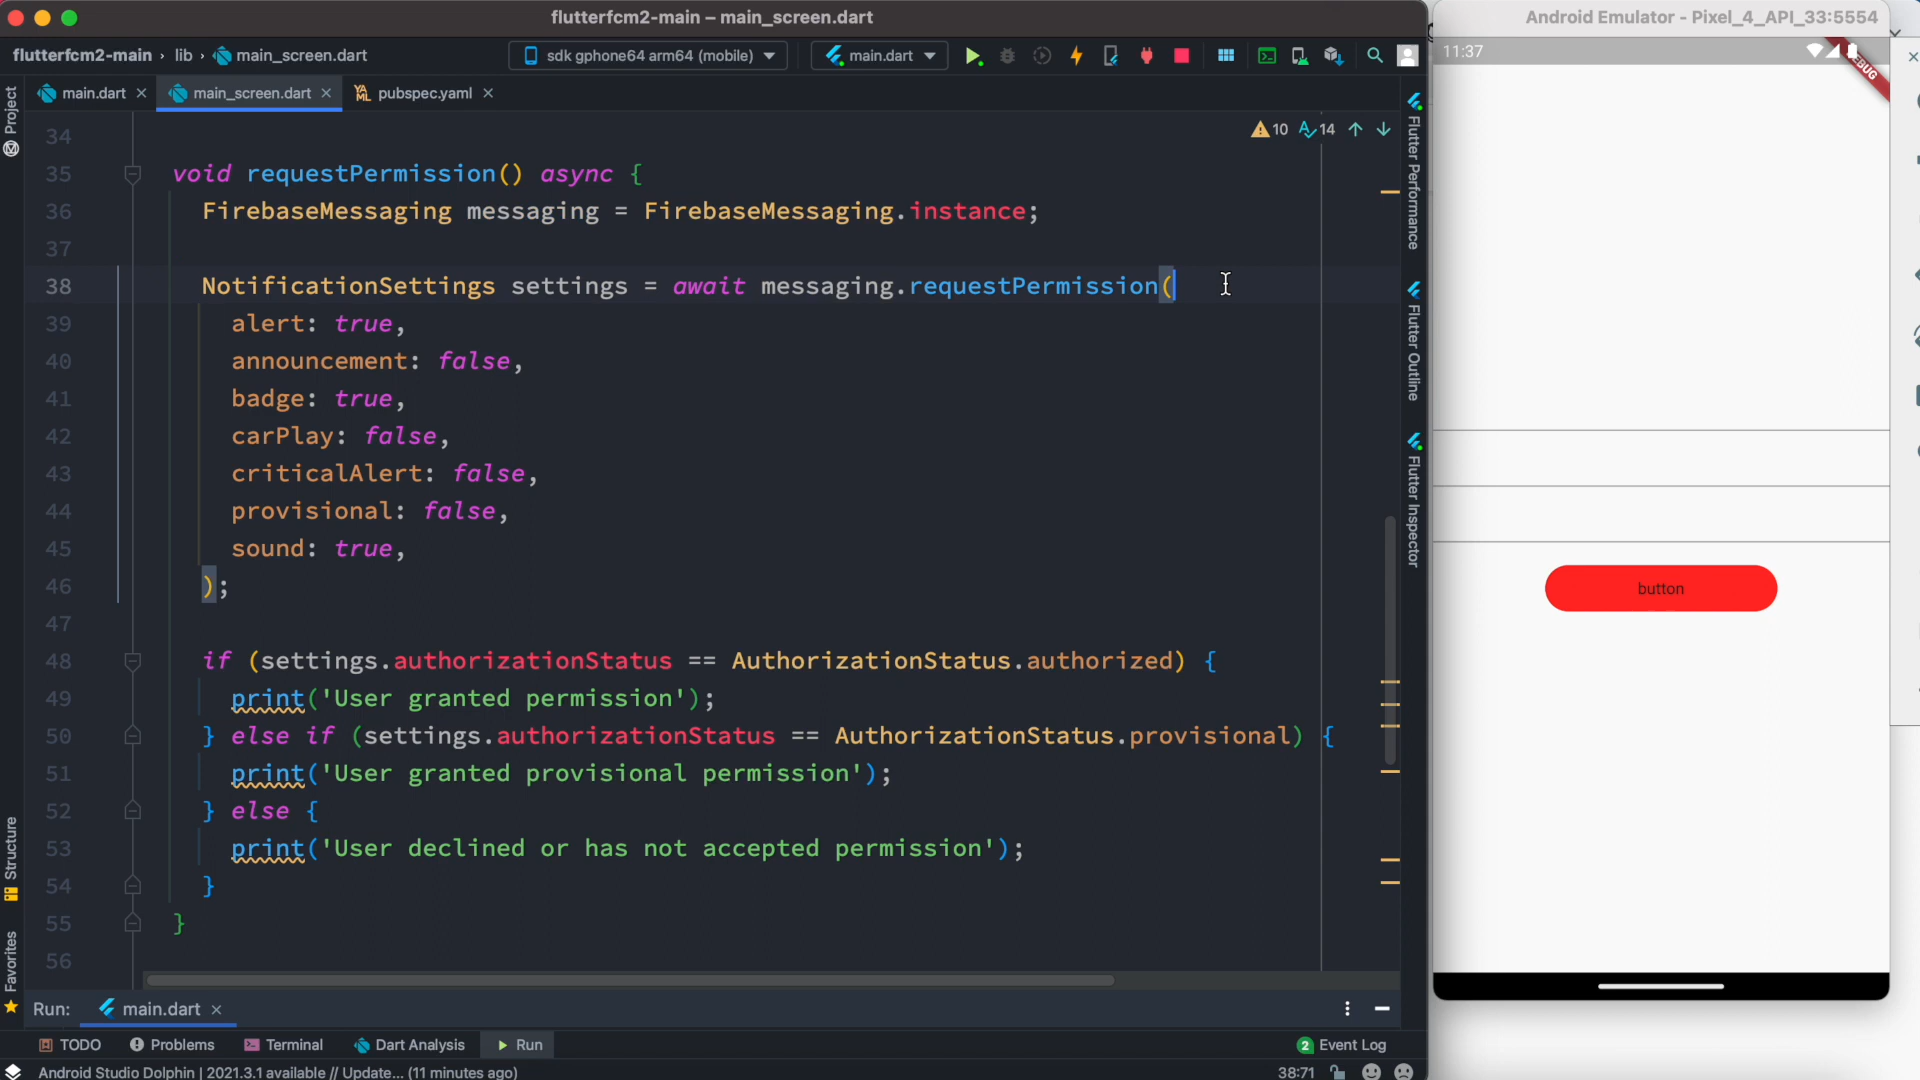 flutterfcm2-main – main_screen.dart
flutterfcm2-main › lib › main_screen.dart
sdk gphone64 arm64 (mobile)
main.dart
main.dart
main_screen.dart
YAML pubspec.yaml
Project
Structure
Favorites
10 14
34
35 void requestPermission() async {
36 FirebaseMessaging messaging = FirebaseMessaging.instance;
37
38 NotificationSettings settings = await messaging.requestPermission(
39 alert: true,
40 announcement: false,
41 badge: true,
42 carPlay: false,
43 criticalAlert: false,
44 provisional: false,
45 sound: true,
46 );
47
48 if (settings.authorizationStatus == AuthorizationStatus.authorized) {
49 print('User granted permission');
50 } else if (settings.authorizationStatus == AuthorizationStatus.provisional) {
51 print('User granted provisional permission');
52 } else {
53 print('User declined or has not accepted permission');
54 }
55 }
56
Flutter Performance
Flutter Outline
Flutter Inspector
Run: main.dart
TODO
Problems
Terminal
Dart Analysis
Run
2 Event Log
Android Studio Dolphin | 2021.3.1 available // Update... (11 minutes ago)
38:71
Android Emulator - Pixel_4_API_33:5554
11:37
button